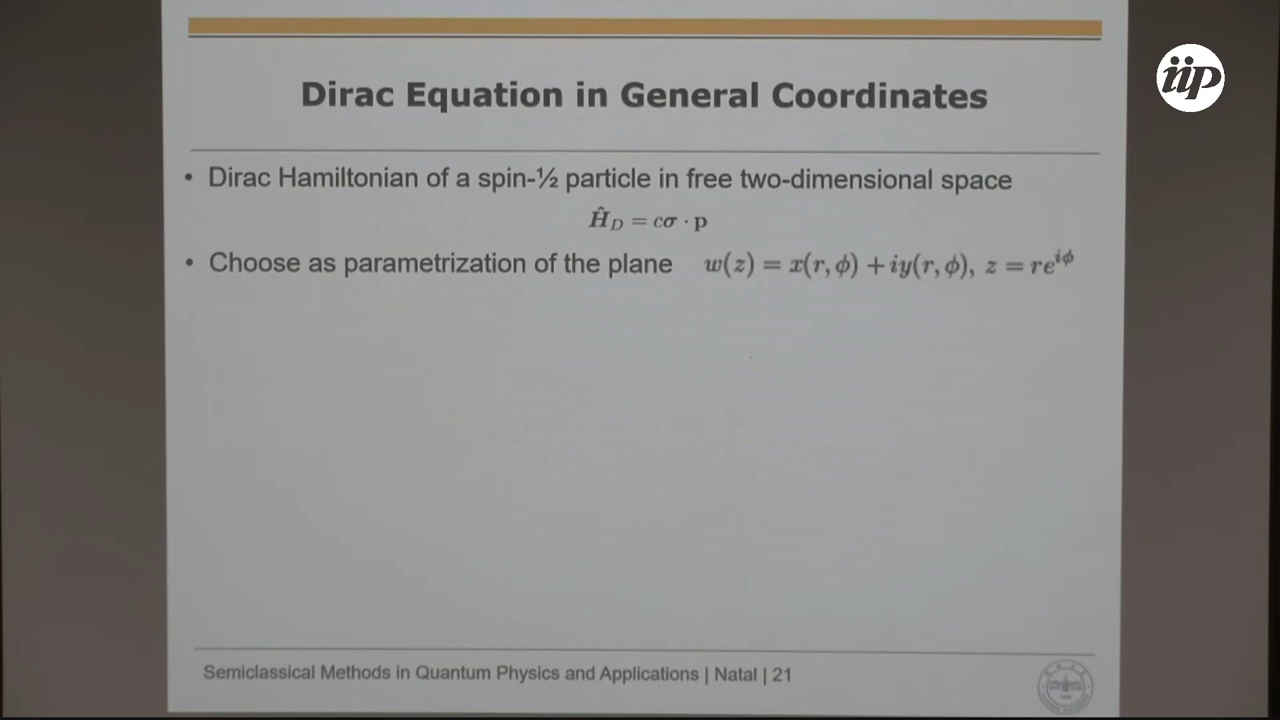 iip
Dirac Equation in General Coordinates
• Dirac Hamiltonian of a spin-½ particle in free two-dimensional space
Ĥ_D = cσ · p
• Choose as parametrization of the plane w(z) = x(r, ϕ) + iy(r, ϕ), z = re^{iϕ}
Semiclassical Methods in Quantum Physics and Applications | Natal | 21